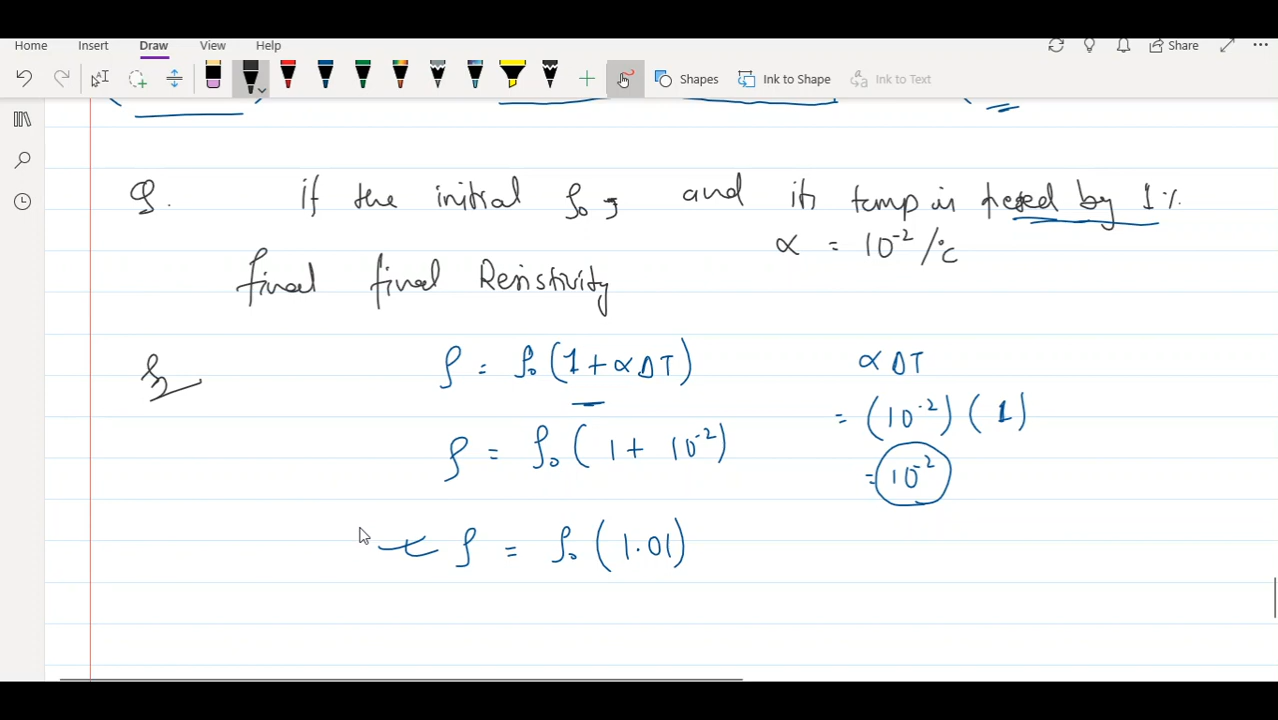 Home Insert Draw View Help Share
Shapes Ink to Shape Ink to Text
Q. if the initial ρ₀, and its temp is by 1%
α = 10⁻² /°C
final final Resistivity
ρ = ρ₀ (1 + αΔT) αΔT
= (10⁻²) (1)
ρ = ρ₀ (1 + 10⁻²)
= 10⁻²
ρ = ρ₀ (1.01)